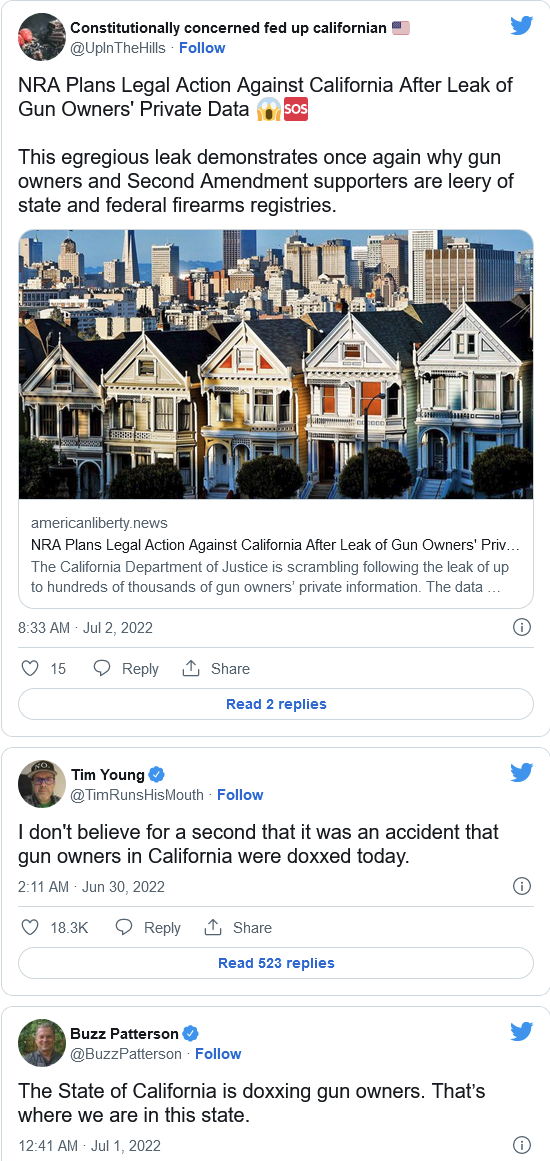 Constitutionally concerned fed up californian 🇺🇸
@UpInTheHills · Follow
NRA Plans Legal Action Against California After Leak of
Gun Owners' Private Data 😱🆘
This egregious leak demonstrates once again why gun
owners and Second Amendment supporters are leery of
state and federal firearms registries.
americanliberty.news
NRA Plans Legal Action Against California After Leak of Gun Owners' Priv…
The California Department of Justice is scrambling following the leak of up
to hundreds of thousands of gun owners’ private information. The data …
8:33 AM · Jul 2, 2022
15 Reply Share
Read 2 replies
NO.
Tim Young
@TimRunsHisMouth · Follow
I don't believe for a second that it was an accident that
gun owners in California were doxxed today.
2:11 AM · Jun 30, 2022
18.3K Reply Share
Read 523 replies
Buzz Patterson
@BuzzPatterson · Follow
The State of California is doxxing gun owners. That’s
where we are in this state.
12:41 AM · Jul 1, 2022